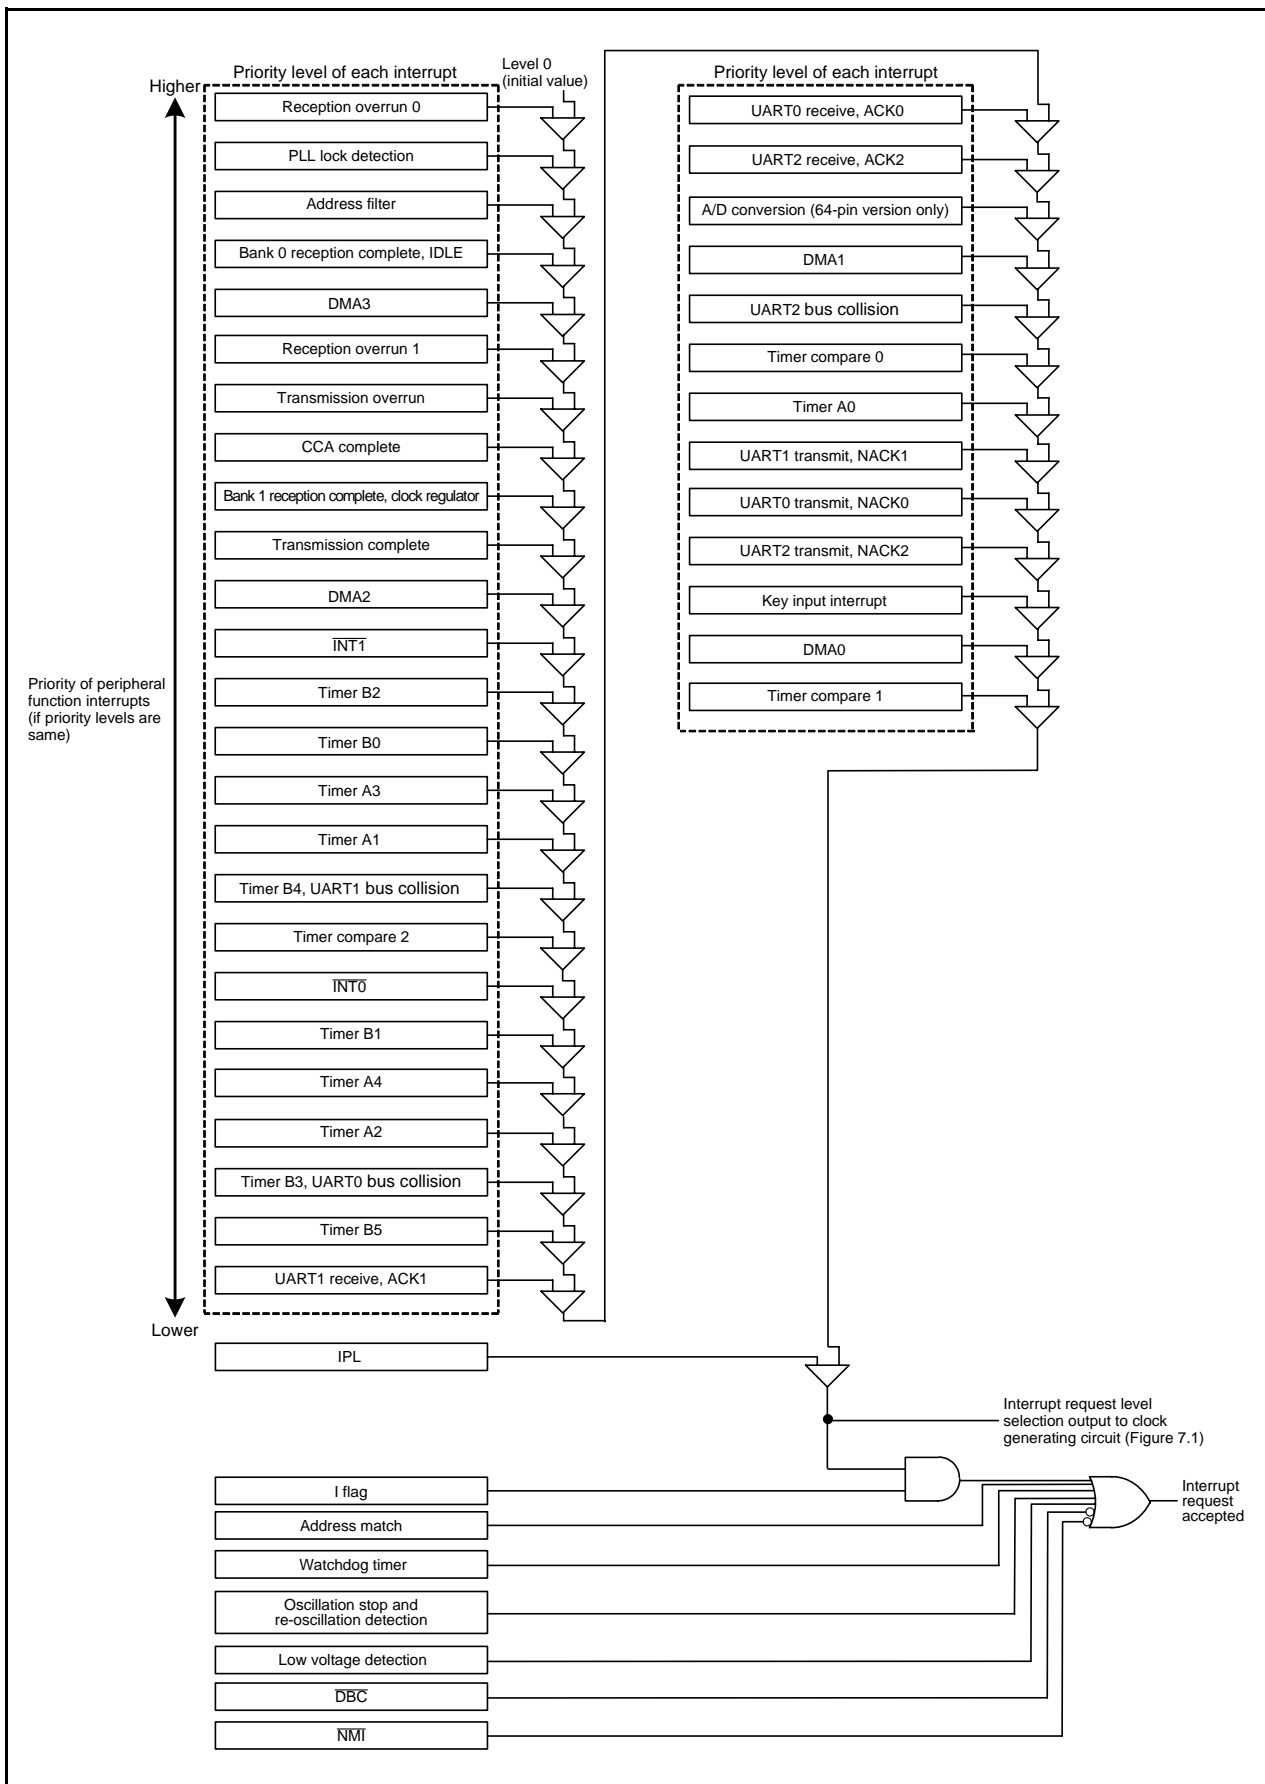 Priority level of each interrupt
Level 0
(initial value)
Higher
Reception overrun 0
PLL lock detection
Address filter
Bank 0 reception complete, IDLE
DMA3
Reception overrun 1
Transmission overrun
CCA complete
Bank 1 reception complete, clock regulator
Transmission complete
DMA2
INT1
Timer B2
Timer B0
Timer A3
Timer A1
Timer B4, UART1 bus collision
Timer compare 2
INT0
Timer B1
Timer A4
Timer A2
Timer B3, UART0 bus collision
Timer B5
UART1 receive, ACK1
Priority of peripheral
function interrupts
(if priority levels are
same)
Lower
Priority level of each interrupt
UART0 receive, ACK0
UART2 receive, ACK2
A/D conversion (64-pin version only)
DMA1
UART2 bus collision
Timer compare 0
Timer A0
UART1 transmit, NACK1
UART0 transmit, NACK0
UART2 transmit, NACK2
Key input interrupt
DMA0
Timer compare 1
IPL
Interrupt request level
selection output to clock
generating circuit (Figure 7.1)
I flag
Address match
Watchdog timer
Oscillation stop and
re-oscillation detection
Low voltage detection
DBC
NMI
Interrupt
request
accepted